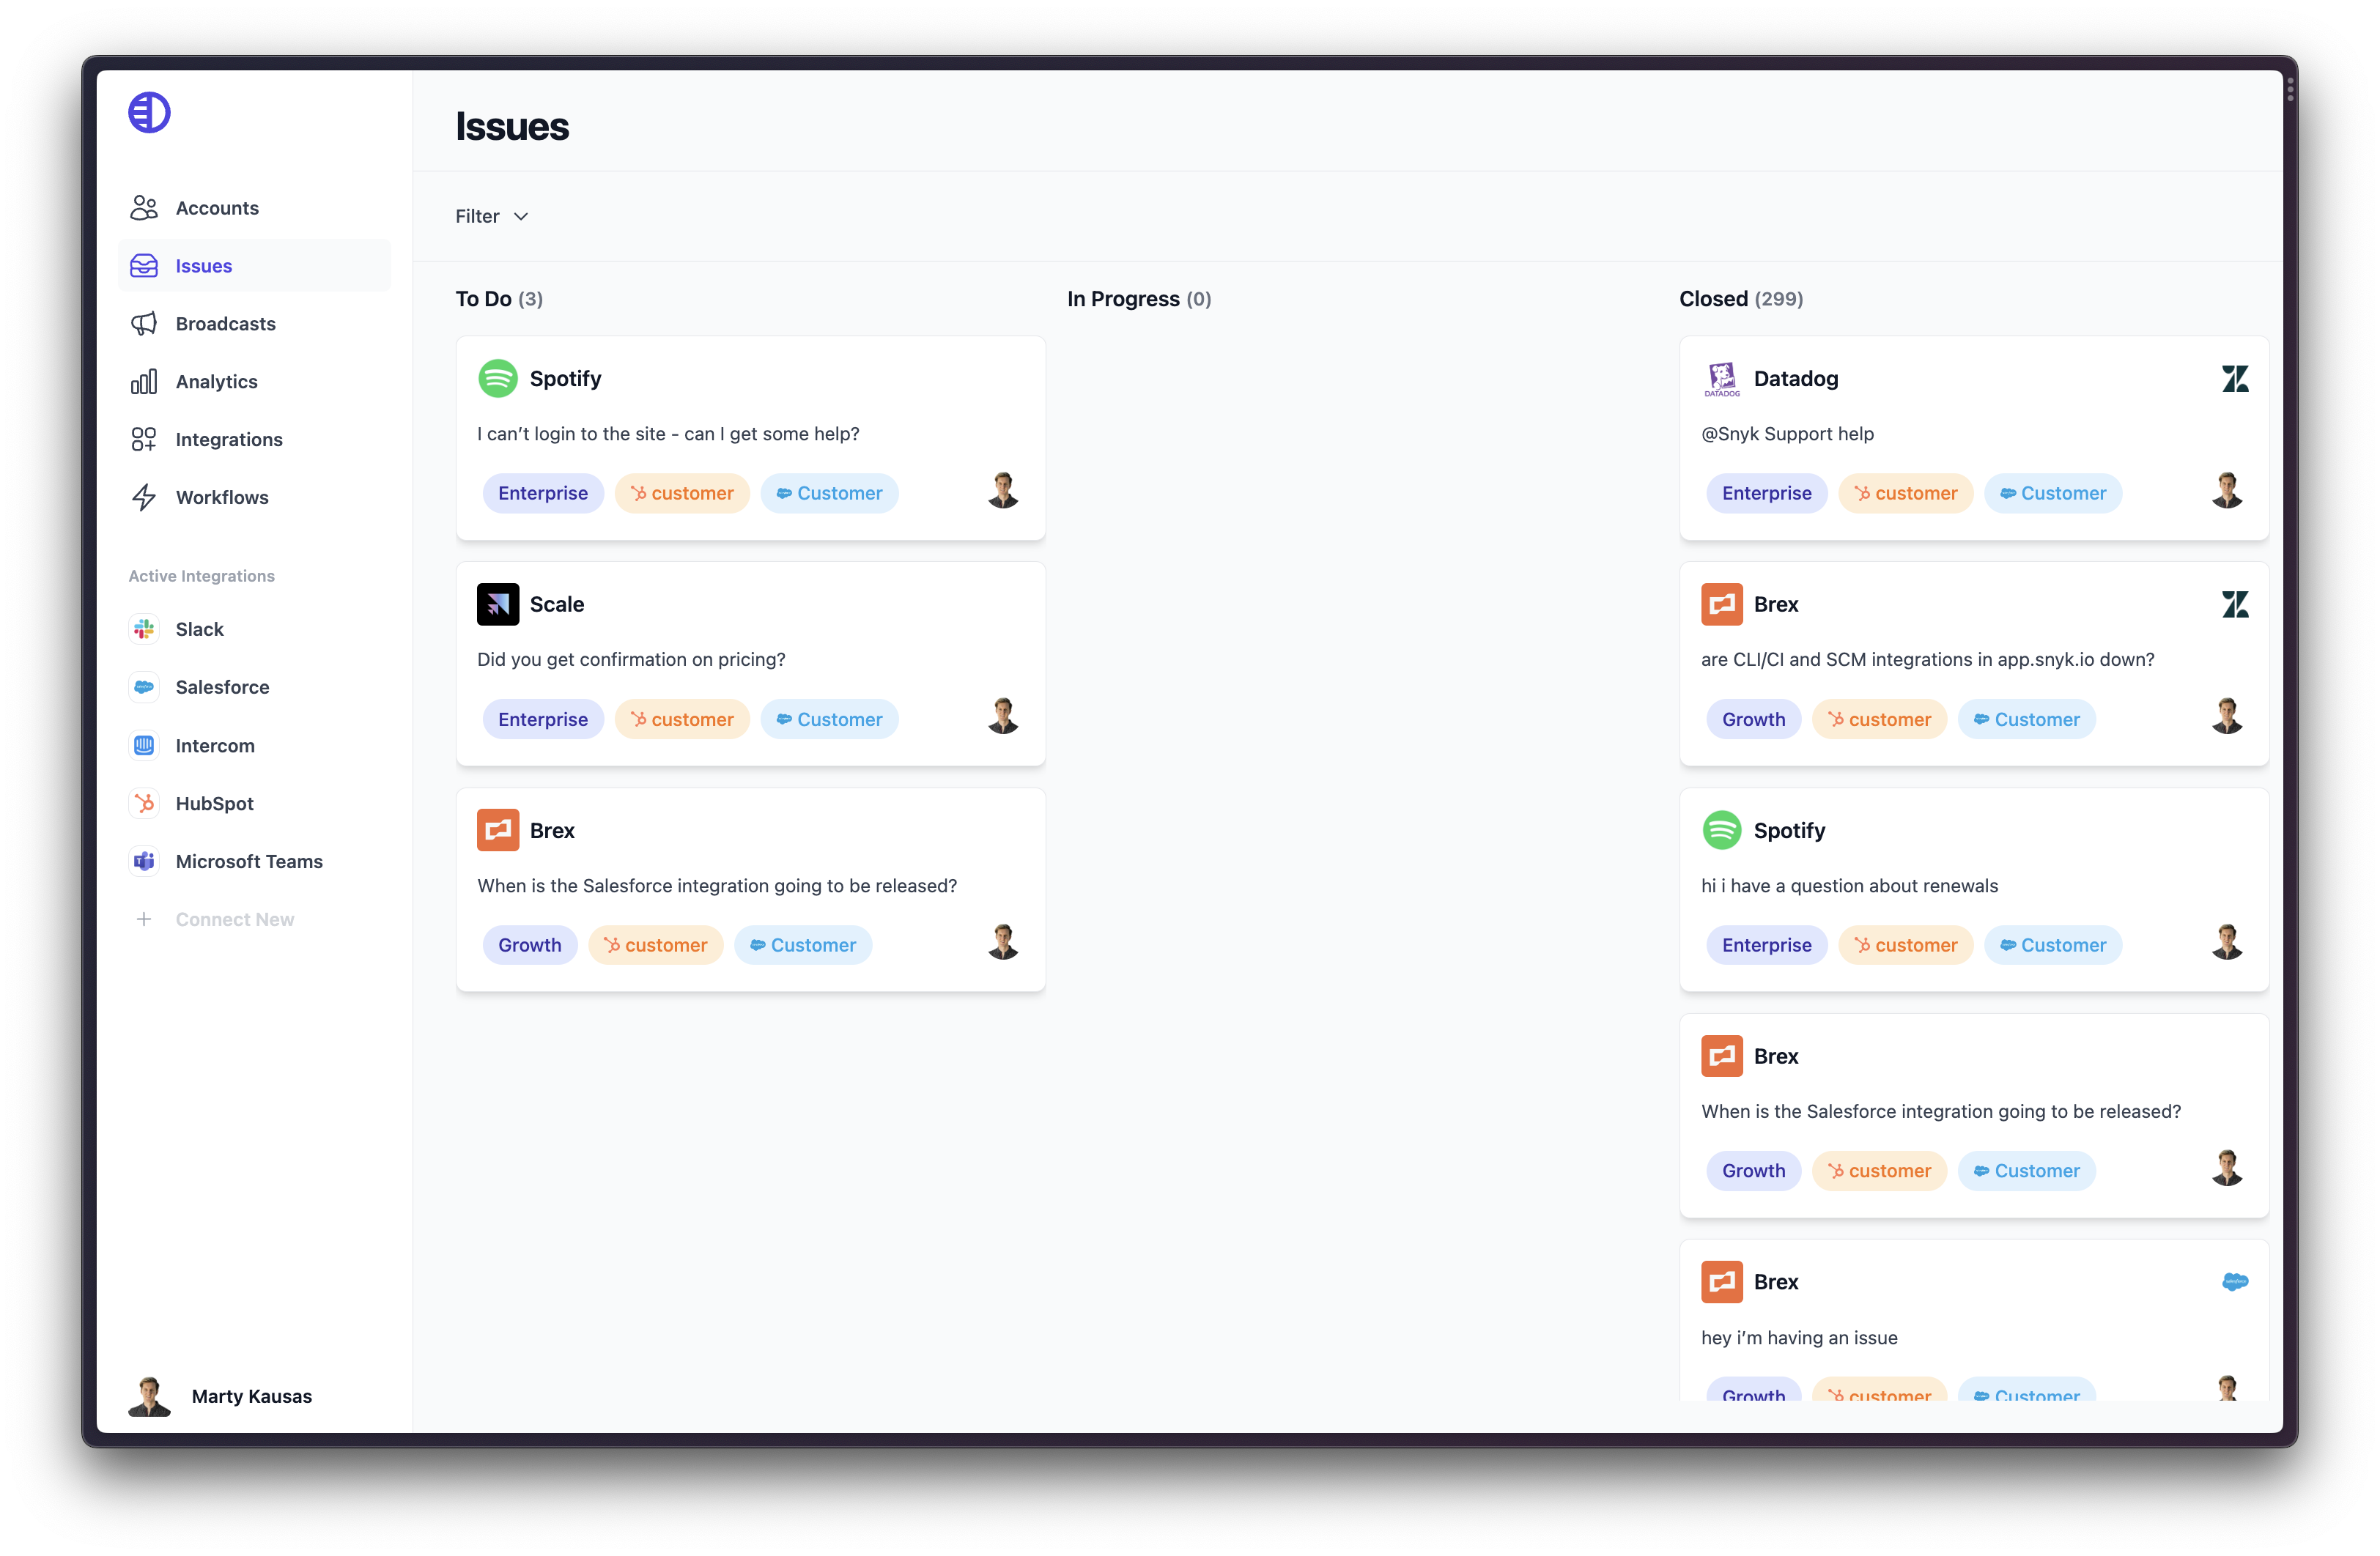 Accounts
Issues
Broadcasts
Analytics
Integrations
Workflows
Active Integrations
Slack
Salesforce
Intercom
HubSpot
Microsoft Teams
Connect New
Marty Kausas
Issues
Filter
To Do (3)
Spotify
I can’t login to the site - can I get some help?
Enterprise customer Customer
Scale
Did you get confirmation on pricing?
Enterprise customer Customer
Brex
When is the Salesforce integration going to be released?
Growth customer Customer
In Progress (0)
Closed (299)
DATADOG
Datadog
@Snyk Support help
Enterprise customer Customer
Brex
are CLI/CI and SCM integrations in app.snyk.io down?
Growth customer Customer
Spotify
hi i have a question about renewals
Enterprise customer Customer
Brex
When is the Salesforce integration going to be released?
Growth customer Customer
Brex
hey i’m having an issue
Growth customer Customer